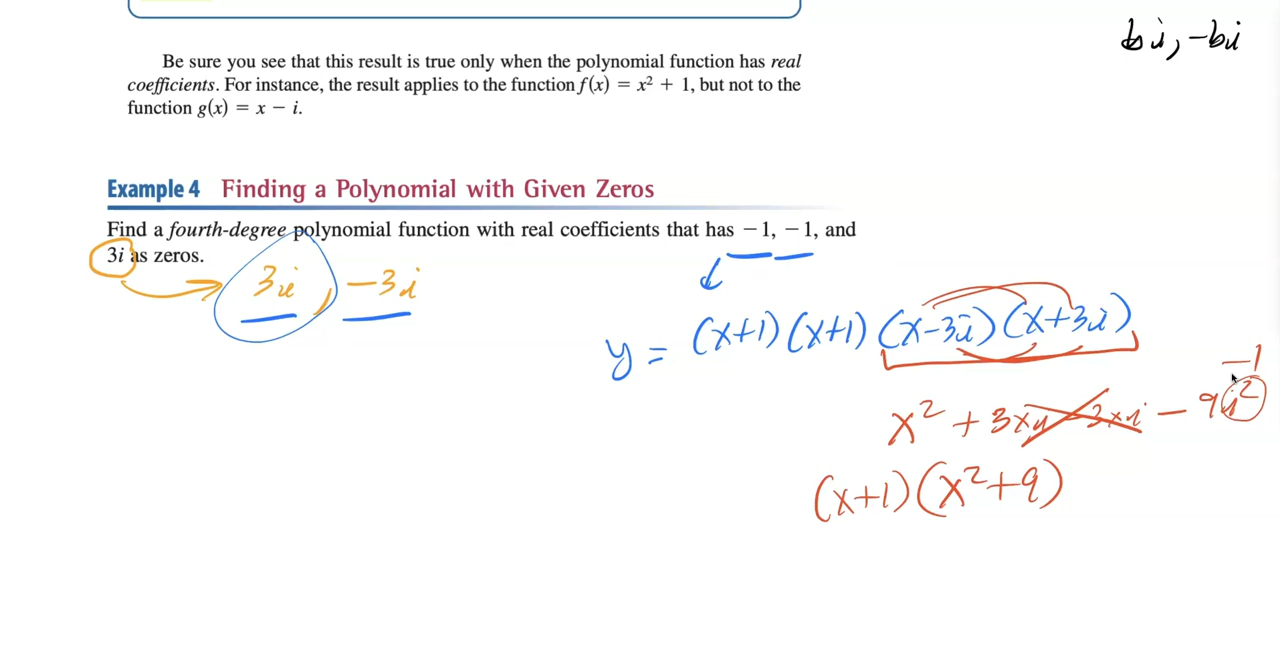 bi, -bi
Be sure you see that this result is true only when the polynomial function has real
coefficients. For instance, the result applies to the function f(x) = x² + 1, but not to the
function g(x) = x − i.
Example 4 Finding a Polynomial with Given Zeros
Find a fourth-degree polynomial function with real coefficients that has −1, −1, and
3i as zeros.
3i, -3i
y = (x+1)(x+1)(x-3i)(x+3i)
-1
x² + 3xi - 3xi - 9i²
(x+1)(x²+9)